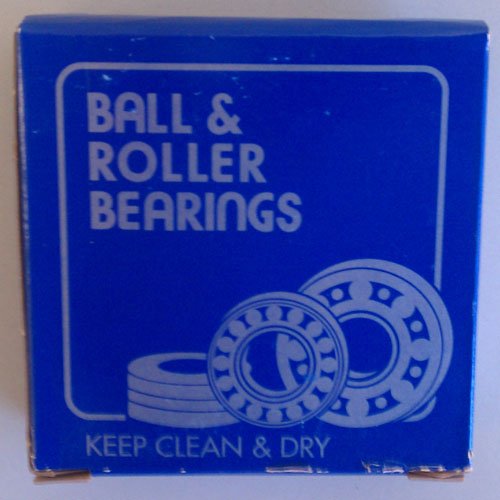 BALL &
ROLLER
BEARINGS
KEEP CLEAN & DRY